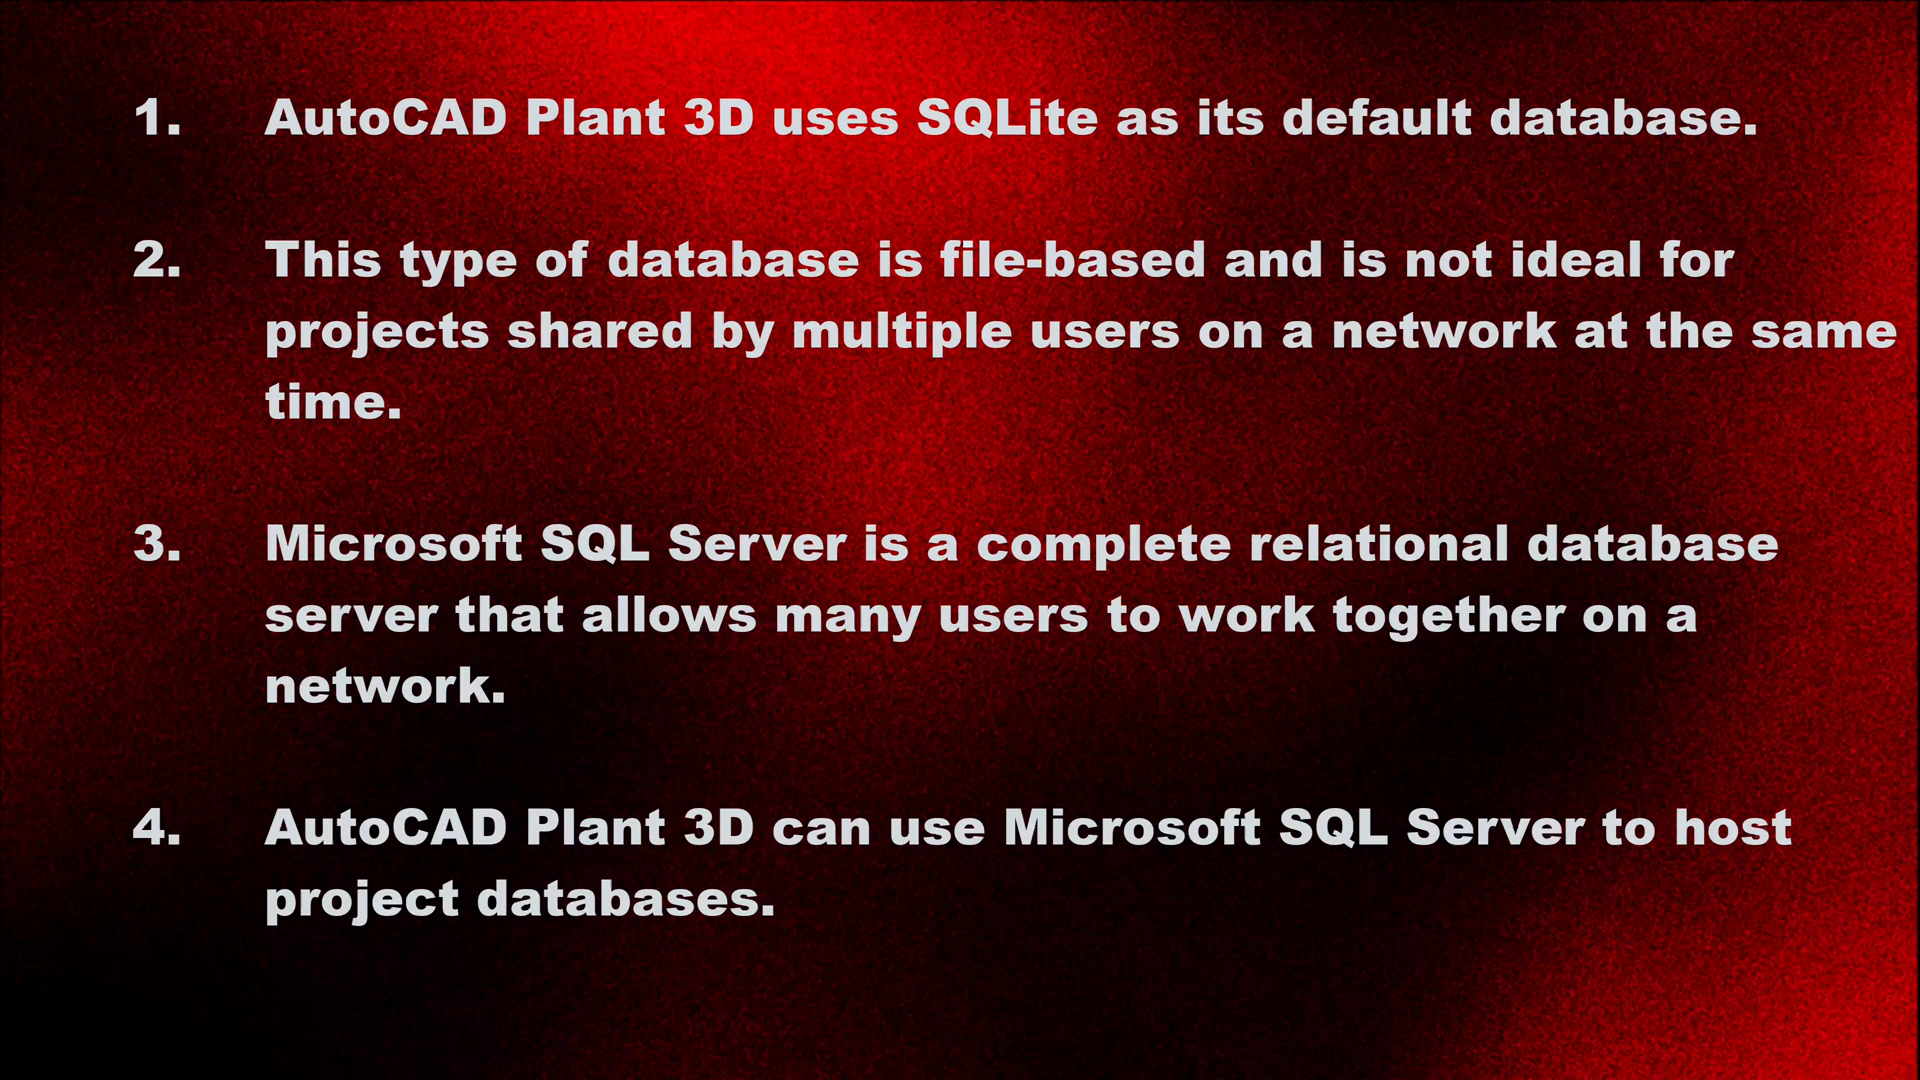 1. AutoCAD Plant 3D uses SQLite as its default database.
2. This type of database is file-based and is not ideal for
projects shared by multiple users on a network at the same
time.
3. Microsoft SQL Server is a complete relational database
server that allows many users to work together on a
network.
4. AutoCAD Plant 3D can use Microsoft SQL Server to host
project databases.